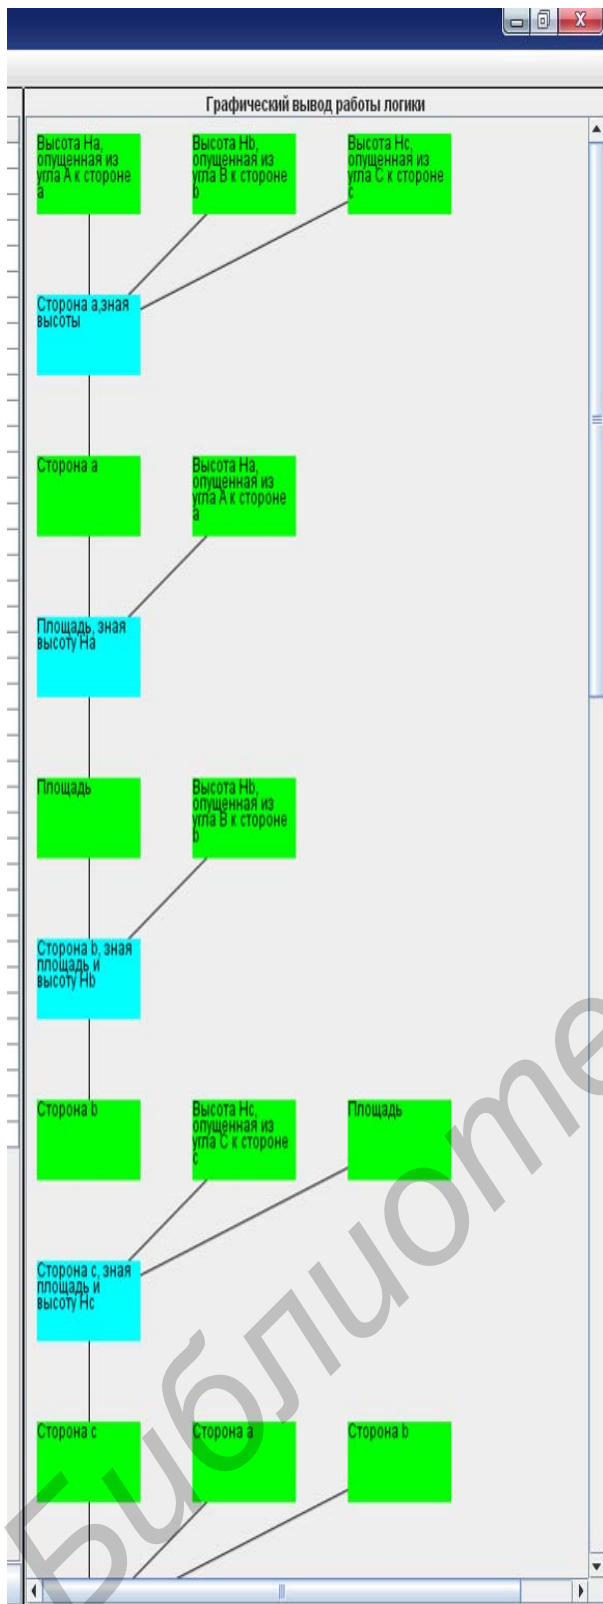 Графический вывод работы логики
Высота На,
опущенная из
угла А к стороне
а
Высота Hb,
опущенная из
угла В к стороне
b
Высота Hc,
опущенная из
угла С к стороне
с
Сторона а,зная
высоты
Сторона а
Высота На,
опущенная из
угла А к стороне
а
Площадь, зная
высоту На
Площадь
Высота Hb,
опущенная из
угла В к стороне
b
Сторона b, зная
площадь и
высоту Hb
Сторона b
Высота Hc,
опущенная из
угла С к стороне
с
Площадь
Сторона с, зная
площадь и
высоту Hc
Сторона с
Сторона а
Сторона b
Библиоте